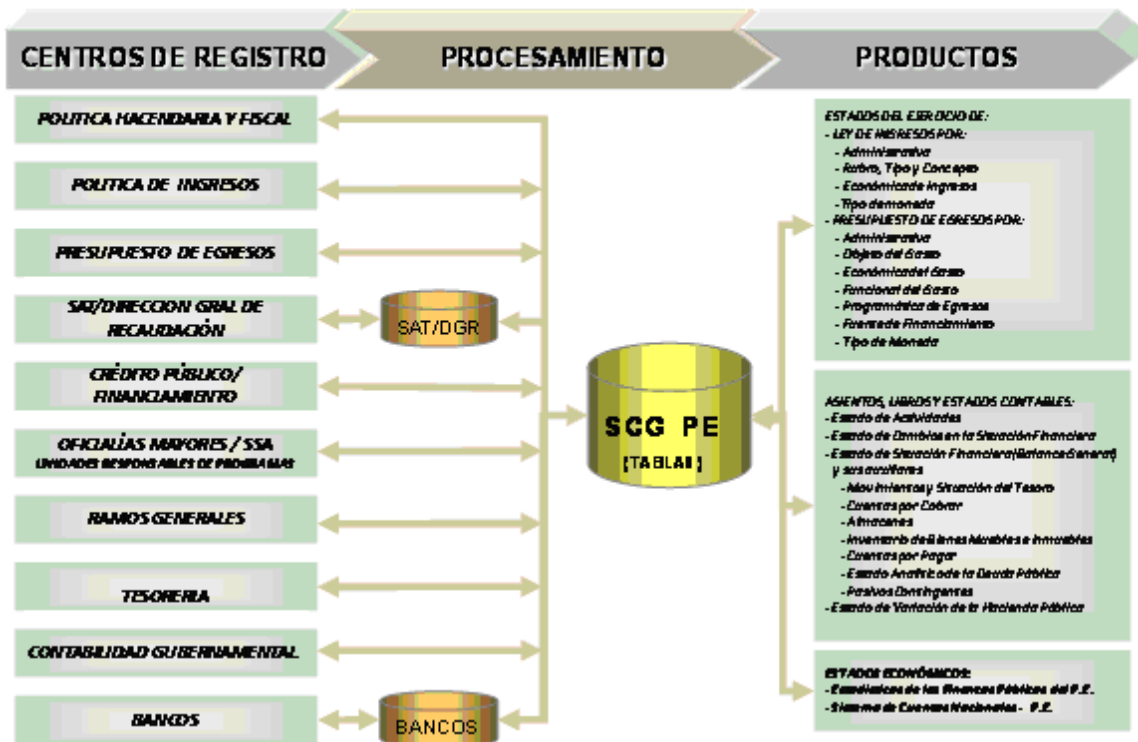 CENTROS DE REGISTRO
PROCESAMIENTO
PRODUCTOS
POLITICA HACENDARIA Y FISCAL
POLITICA DE INGRESOS
PRESUPUESTO DE EGRESOS
SAT/DIRECCION GRAL DE
RECAUDACIÓN
CRÉDITO PÚBLICO/
FINANCIAMIENTO
OFICIALÍAS MAYORES / SSA
UNIDADES RESPONSABLES DE PROGRAMAS
RAMOS GENERALES
TESORERIA
CONTABILIDAD GUBERNAMENTAL
BANCOS
SAT/DGR
BANCOS
SCG PE
(TABLAS)
ESTADOS DEL EJERCICIO DE:
- LEY DE INGRESOS POR:
- Administrativa
- Rubro, Tipo y Concepto
- Económica de Ingresos
- Tipo de moneda
- PRESUPUESTO DE EGRESOS POR:
- Administrativa
- Objeto del Gasto
- Económica del Gasto
- Funcional del Gasto
- Programática de Egresos
- Fuente de Financiamiento
- Tipo de Moneda
ASIENTOS, LIBROS Y ESTADOS CONTABLES:
- Estado de Actividades
- Estado de Cambios en la Situación Financiera
- Estado de Situación Financiera (Balance General)
y sus auxiliares
- Movimientos y Situación del Tesoro
- Cuentas por Cobrar
- Almacenes
- Inventario de Bienes Muebles e Inmuebles
- Cuentas por Pagar
- Estado Analítico de la Deuda Pública
- Pasivos Contingentes
- Estado de Variación de la Hacienda Pública
ESTADOS ECONÓMICOS:
- Estadísticas de las Finanzas Públicas del P.E.
- Sistema de Cuentas Nacionales - P.E.